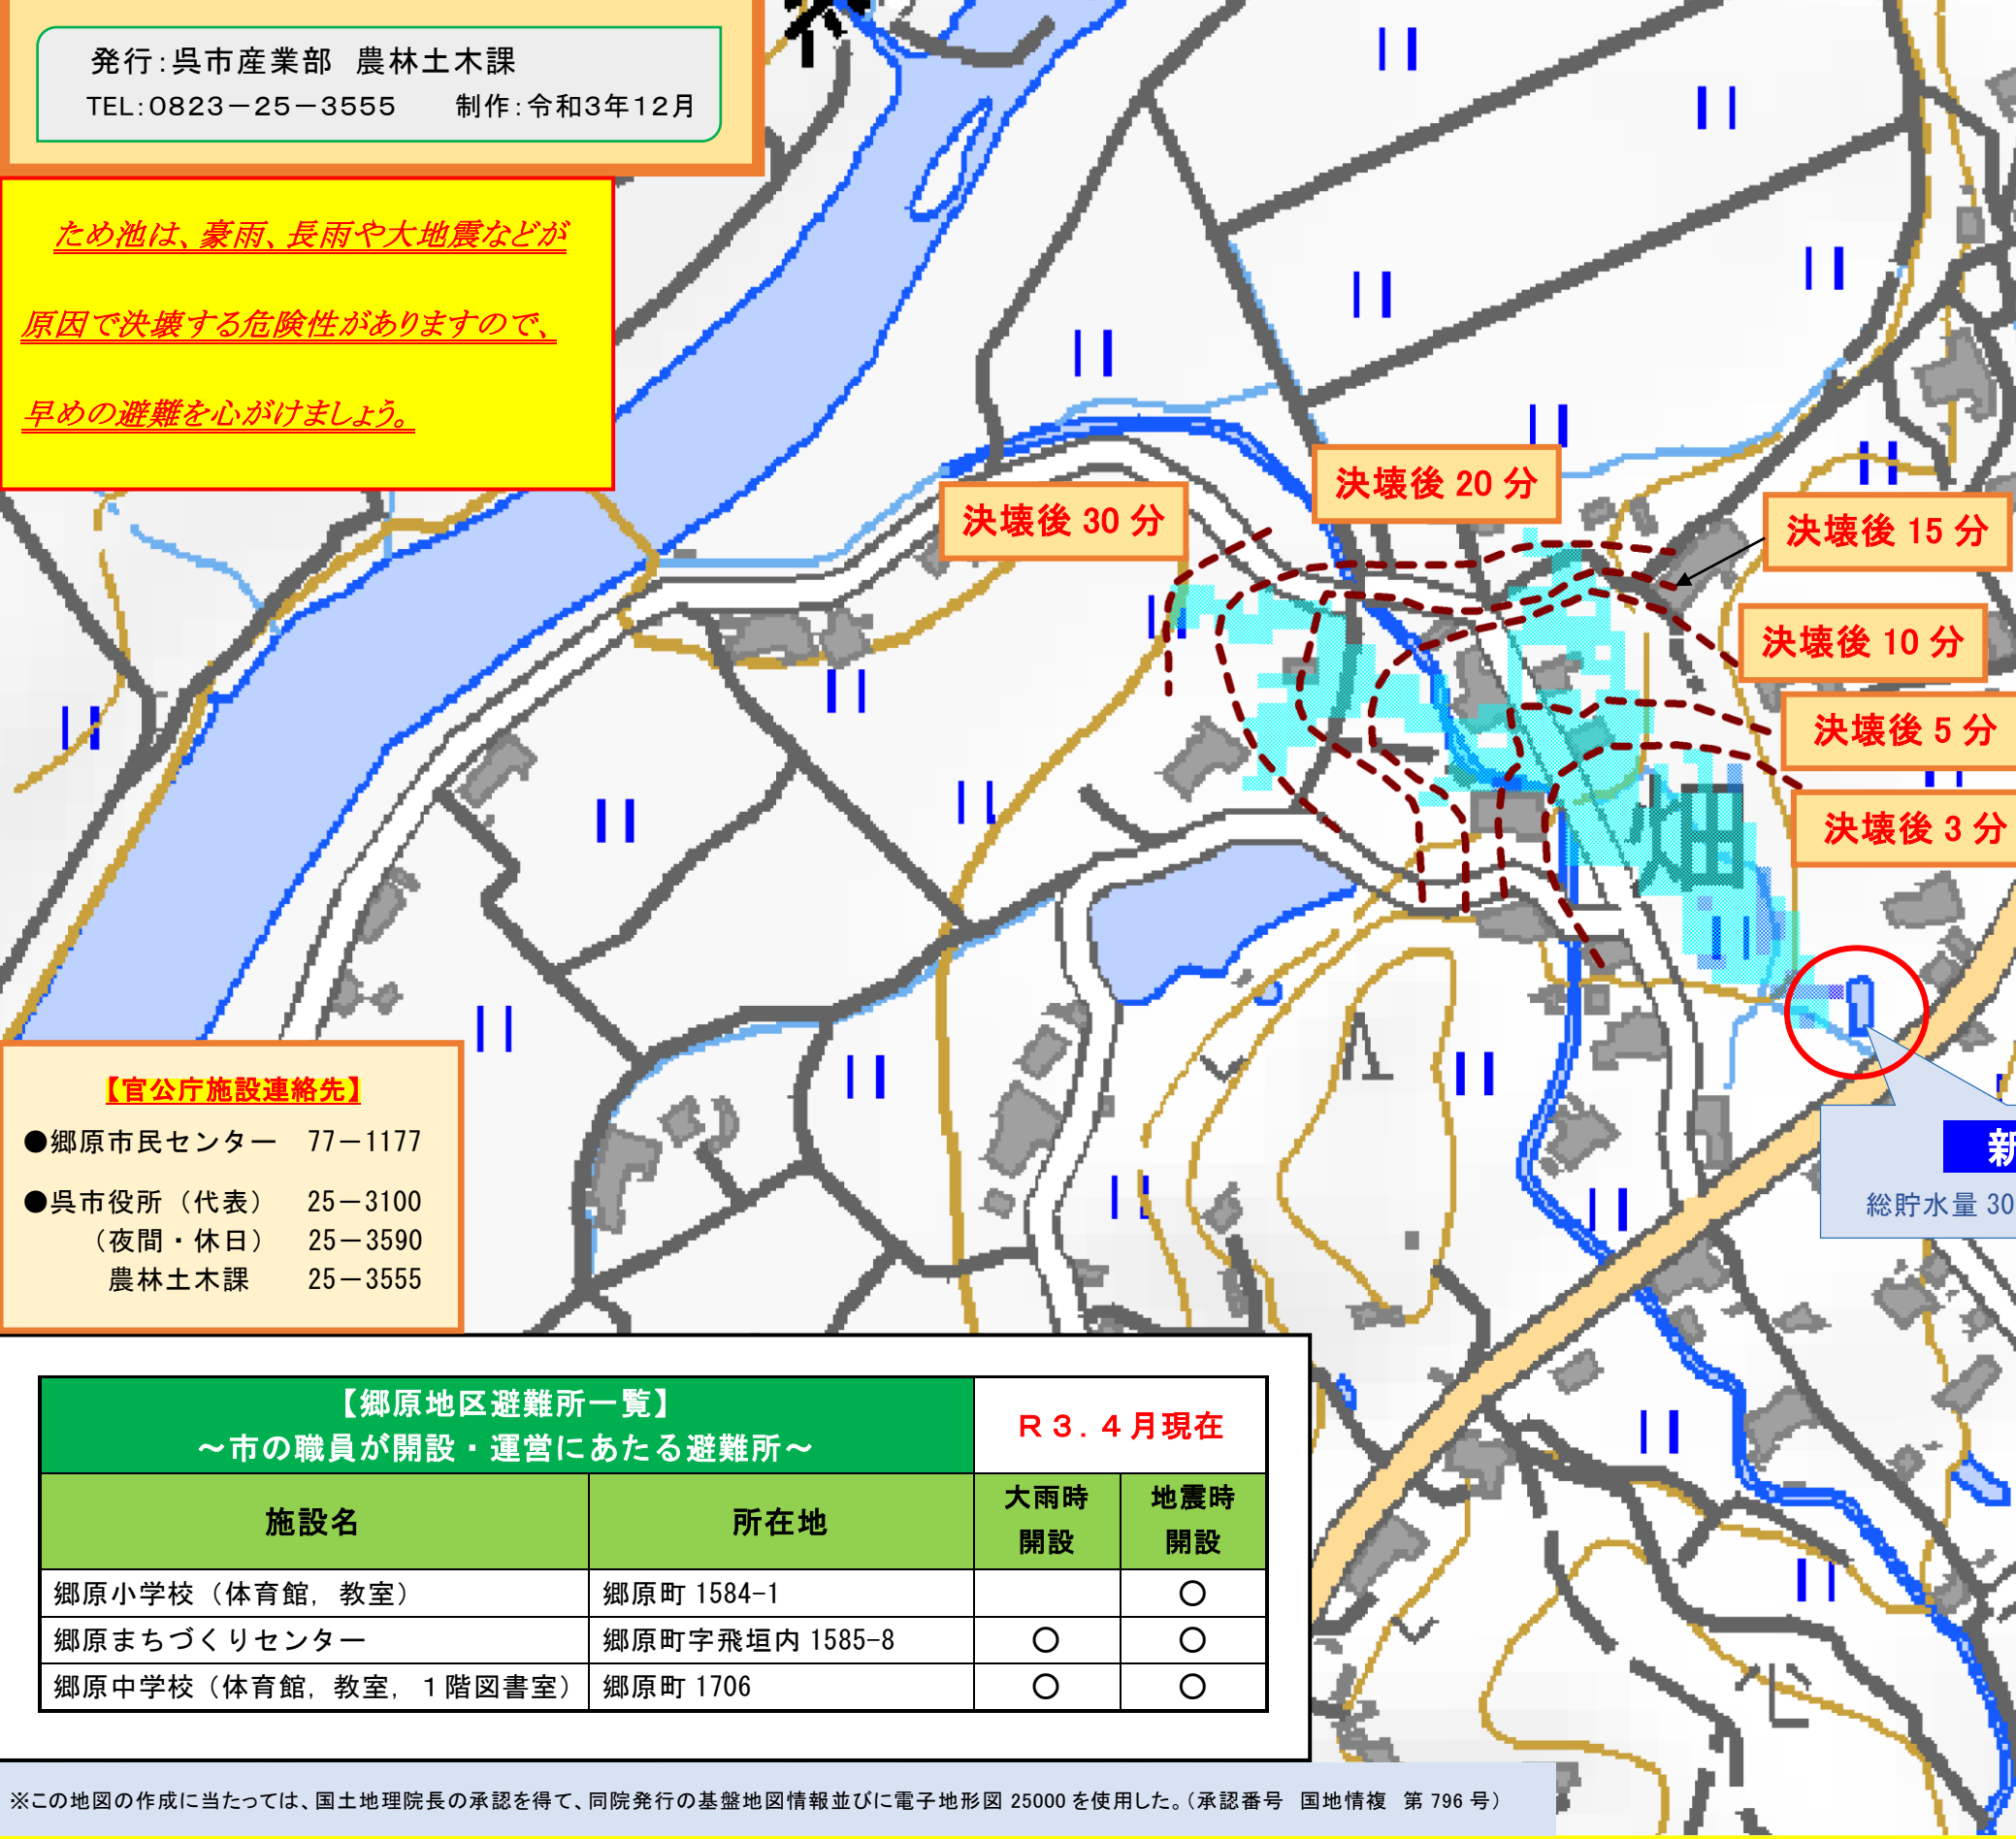 発行：呉市産業部　農林土木課
TEL：０８２３－２５－３５５５　　制作：令和3年12月
ため池は、豪雨、長雨や大地震などが
原因で決壊する危険性がありますので、
早めの避難を心がけましょう。
決壊後 20 分
決壊後 30 分
決壊後 15 分
決壊後 10 分
決壊後 5 分
決壊後 3 分
畑
新
総貯水量 30
【官公庁施設連絡先】
●郷原市民センター　77－1177
●呉市役所（代表）　25－3100
（夜間・休日）　25－3590
農林土木課　25－3555
【郷原地区避難所一覧】
～市の職員が開設・運営にあたる避難所～
Ｒ３．４月現在
施設名　所在地　大雨時開設　地震時開設
郷原小学校（体育館，教室）　郷原町 1584-1　　○
郷原まちづくりセンター　郷原町字飛垣内 1585-8　○　○
郷原中学校（体育館，教室，１階図書室）　郷原町 1706　○　○
※この地図の作成に当たっては、国土地理院長の承認を得て、同院発行の基盤地図情報並びに電子地形図 25000 を使用した。（承認番号　国地情複　第 796 号）